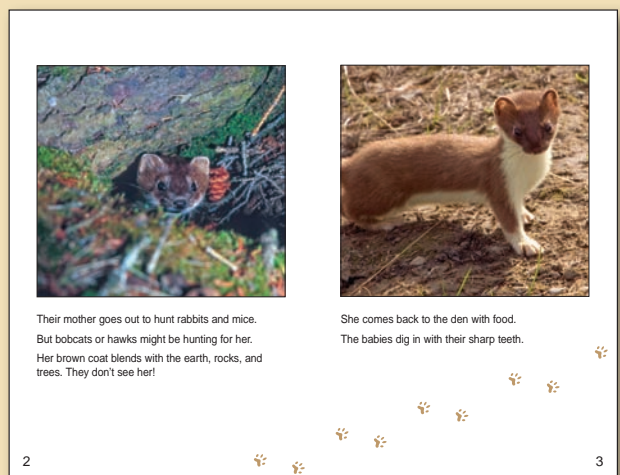 Their mother goes out to hunt rabbits and mice.
But bobcats or hawks might be hunting for her.
Her brown coat blends with the earth, rocks, and
trees. They don't see her!
2
She comes back to the den with food.
The babies dig in with their sharp teeth.
3